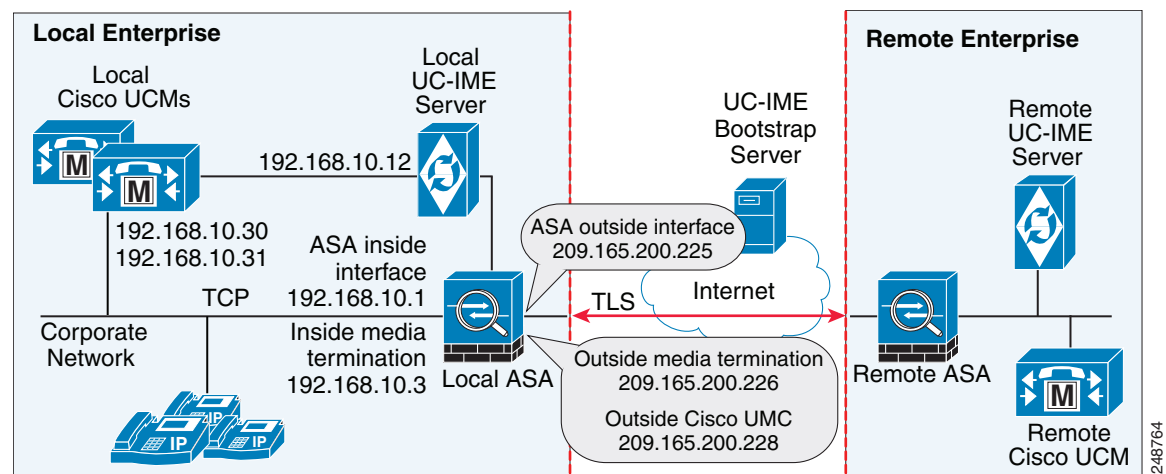 Local Enterprise
Local
Cisco UCMs
M
M
192.168.10.30
192.168.10.31
192.168.10.12
Local
UC-IME
Server
ASA inside
interface
192.168.10.1
TCP
Corporate
Network
Inside media
termination
192.168.10.3
Local ASA
IP
IP
IP
ASA outside interface
209.165.200.225
UC-IME
Bootstrap
Server
TLS
Internet
Outside media termination
209.165.200.226
Outside Cisco UMC
209.165.200.228
Remote Enterprise
Remote
UC-IME
Server
Remote ASA
M
Remote
Cisco UCM
248764